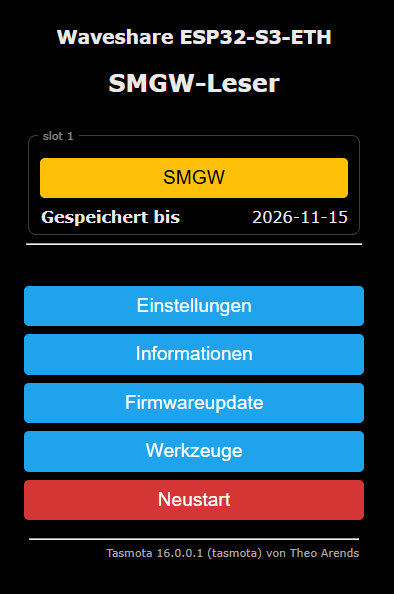 Waveshare ESP32-S3-ETH
SMGW-Leser
slot 1
SMGW
Gespeichert bis 2026-11-15
Einstellungen
Informationen
Firmwareupdate
Werkzeuge
Neustart
Tasmota 16.0.0.1 (tasmota) von Theo Arends